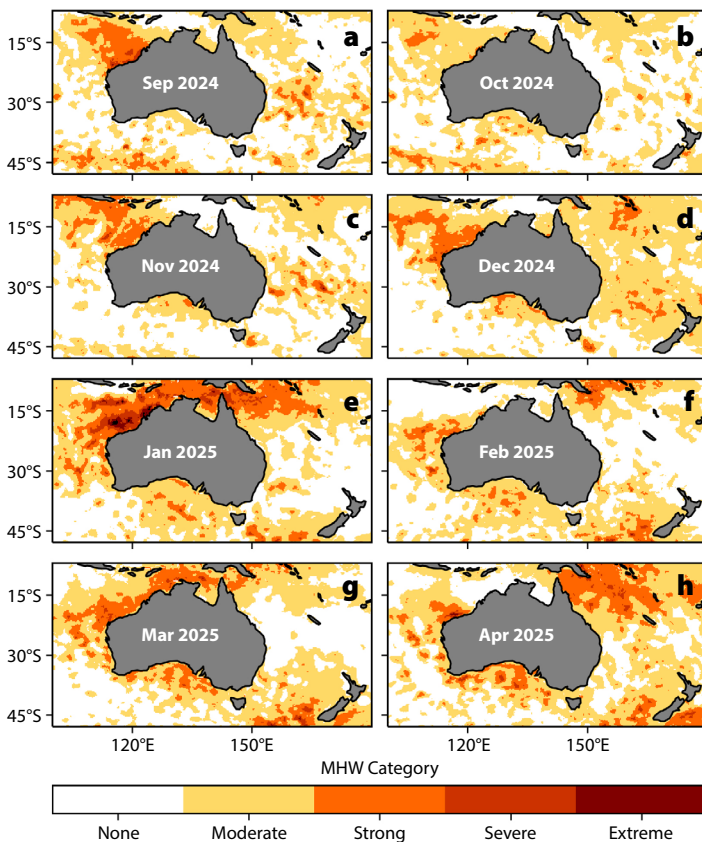 15°S
30°S
45°S
a
Sep 2024
b
Oct 2024
15°S
30°S
45°S
c
Nov 2024
d
Dec 2024
15°S
30°S
45°S
e
Jan 2025
f
Feb 2025
15°S
30°S
45°S
g
Mar 2025
h
Apr 2025
120°E 150°E 120°E 150°E
MHW Category
None Moderate Strong Severe Extreme